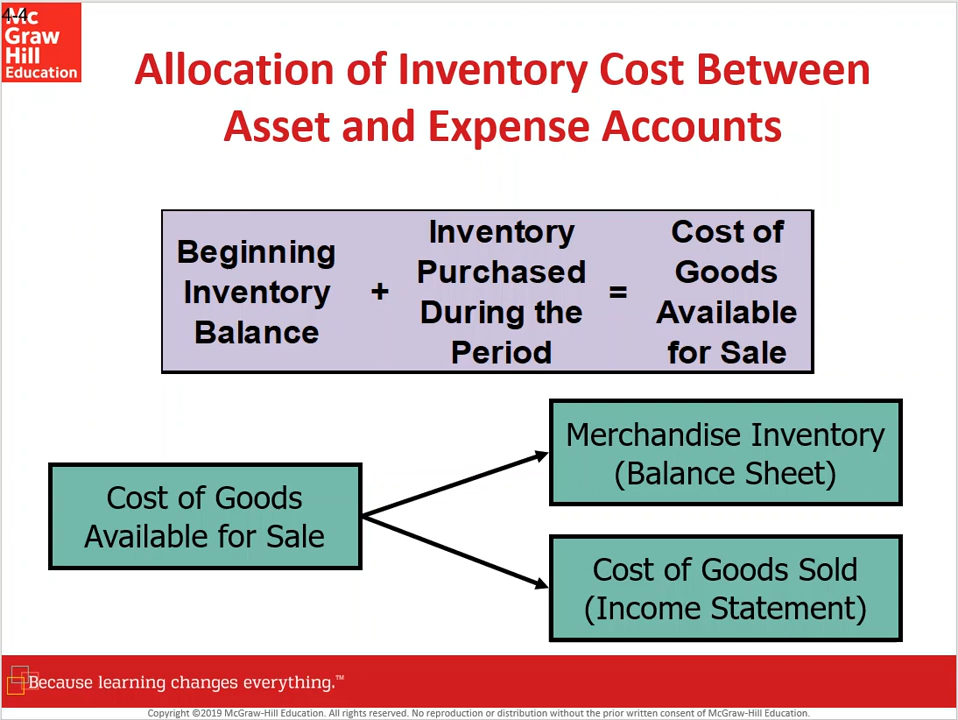 4-4
Mc
Graw
Hill
Education
Allocation of Inventory Cost Between
Asset and Expense Accounts
Beginning
Inventory
Balance
+
Inventory
Purchased
During the
Period
=
Cost of
Goods
Available
for Sale
Cost of Goods
Available for Sale
Merchandise Inventory
(Balance Sheet)
Cost of Goods Sold
(Income Statement)
Because learning changes everything.™
Copyright ©2019 McGraw-Hill Education. All rights reserved. No reproduction or distribution without the prior written consent of McGraw-Hill Education.